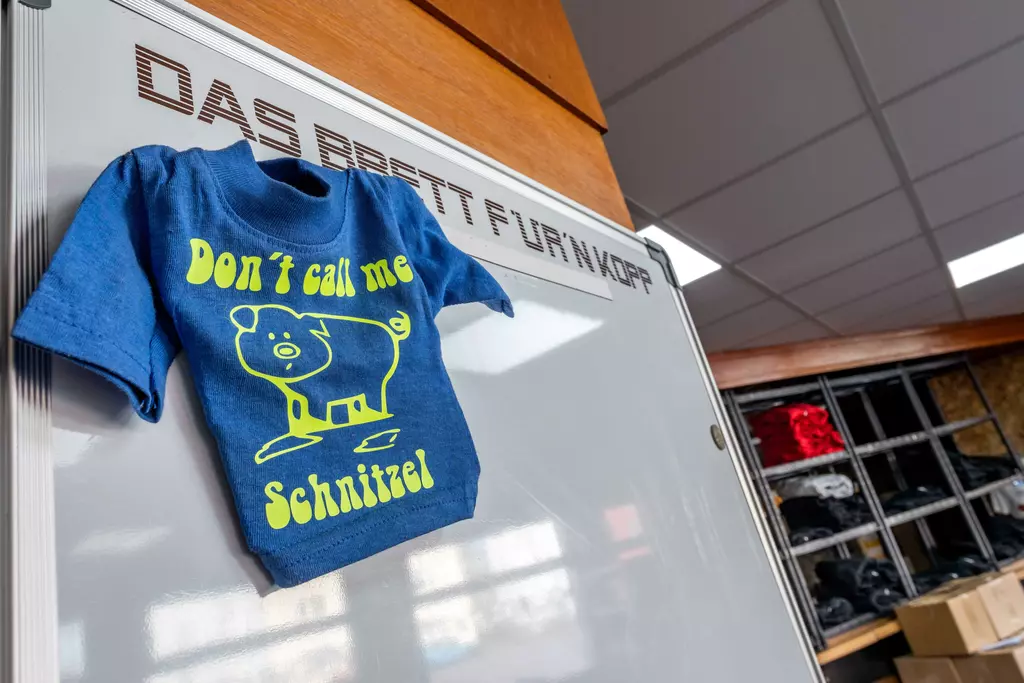 DAS BRETT FÜR'N KOPP
Don't call me
Schnitzel